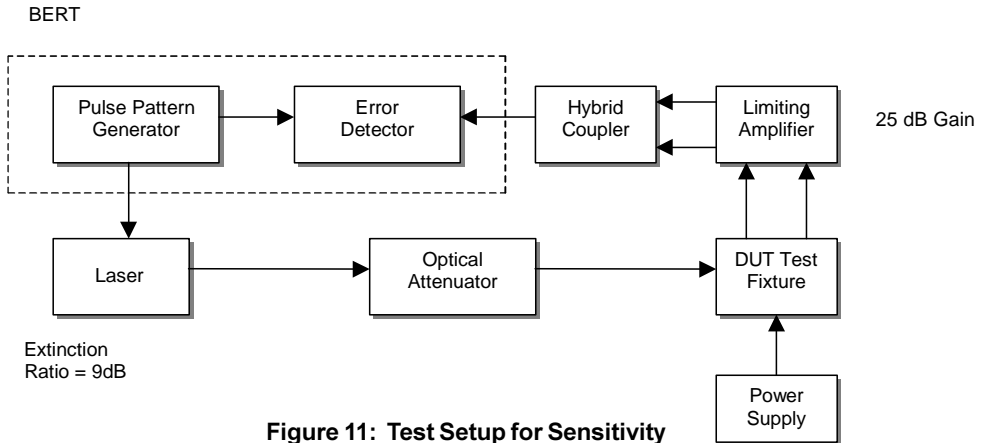 BERT
Pulse Pattern
Generator
Error
Detector
Hybrid
Coupler
Limiting
Amplifier
25 dB Gain
Laser
Optical
Attenuator
DUT Test
Fixture
Extinction
Ratio = 9dB
Power
Supply
Figure 11: Test Setup for Sensitivity